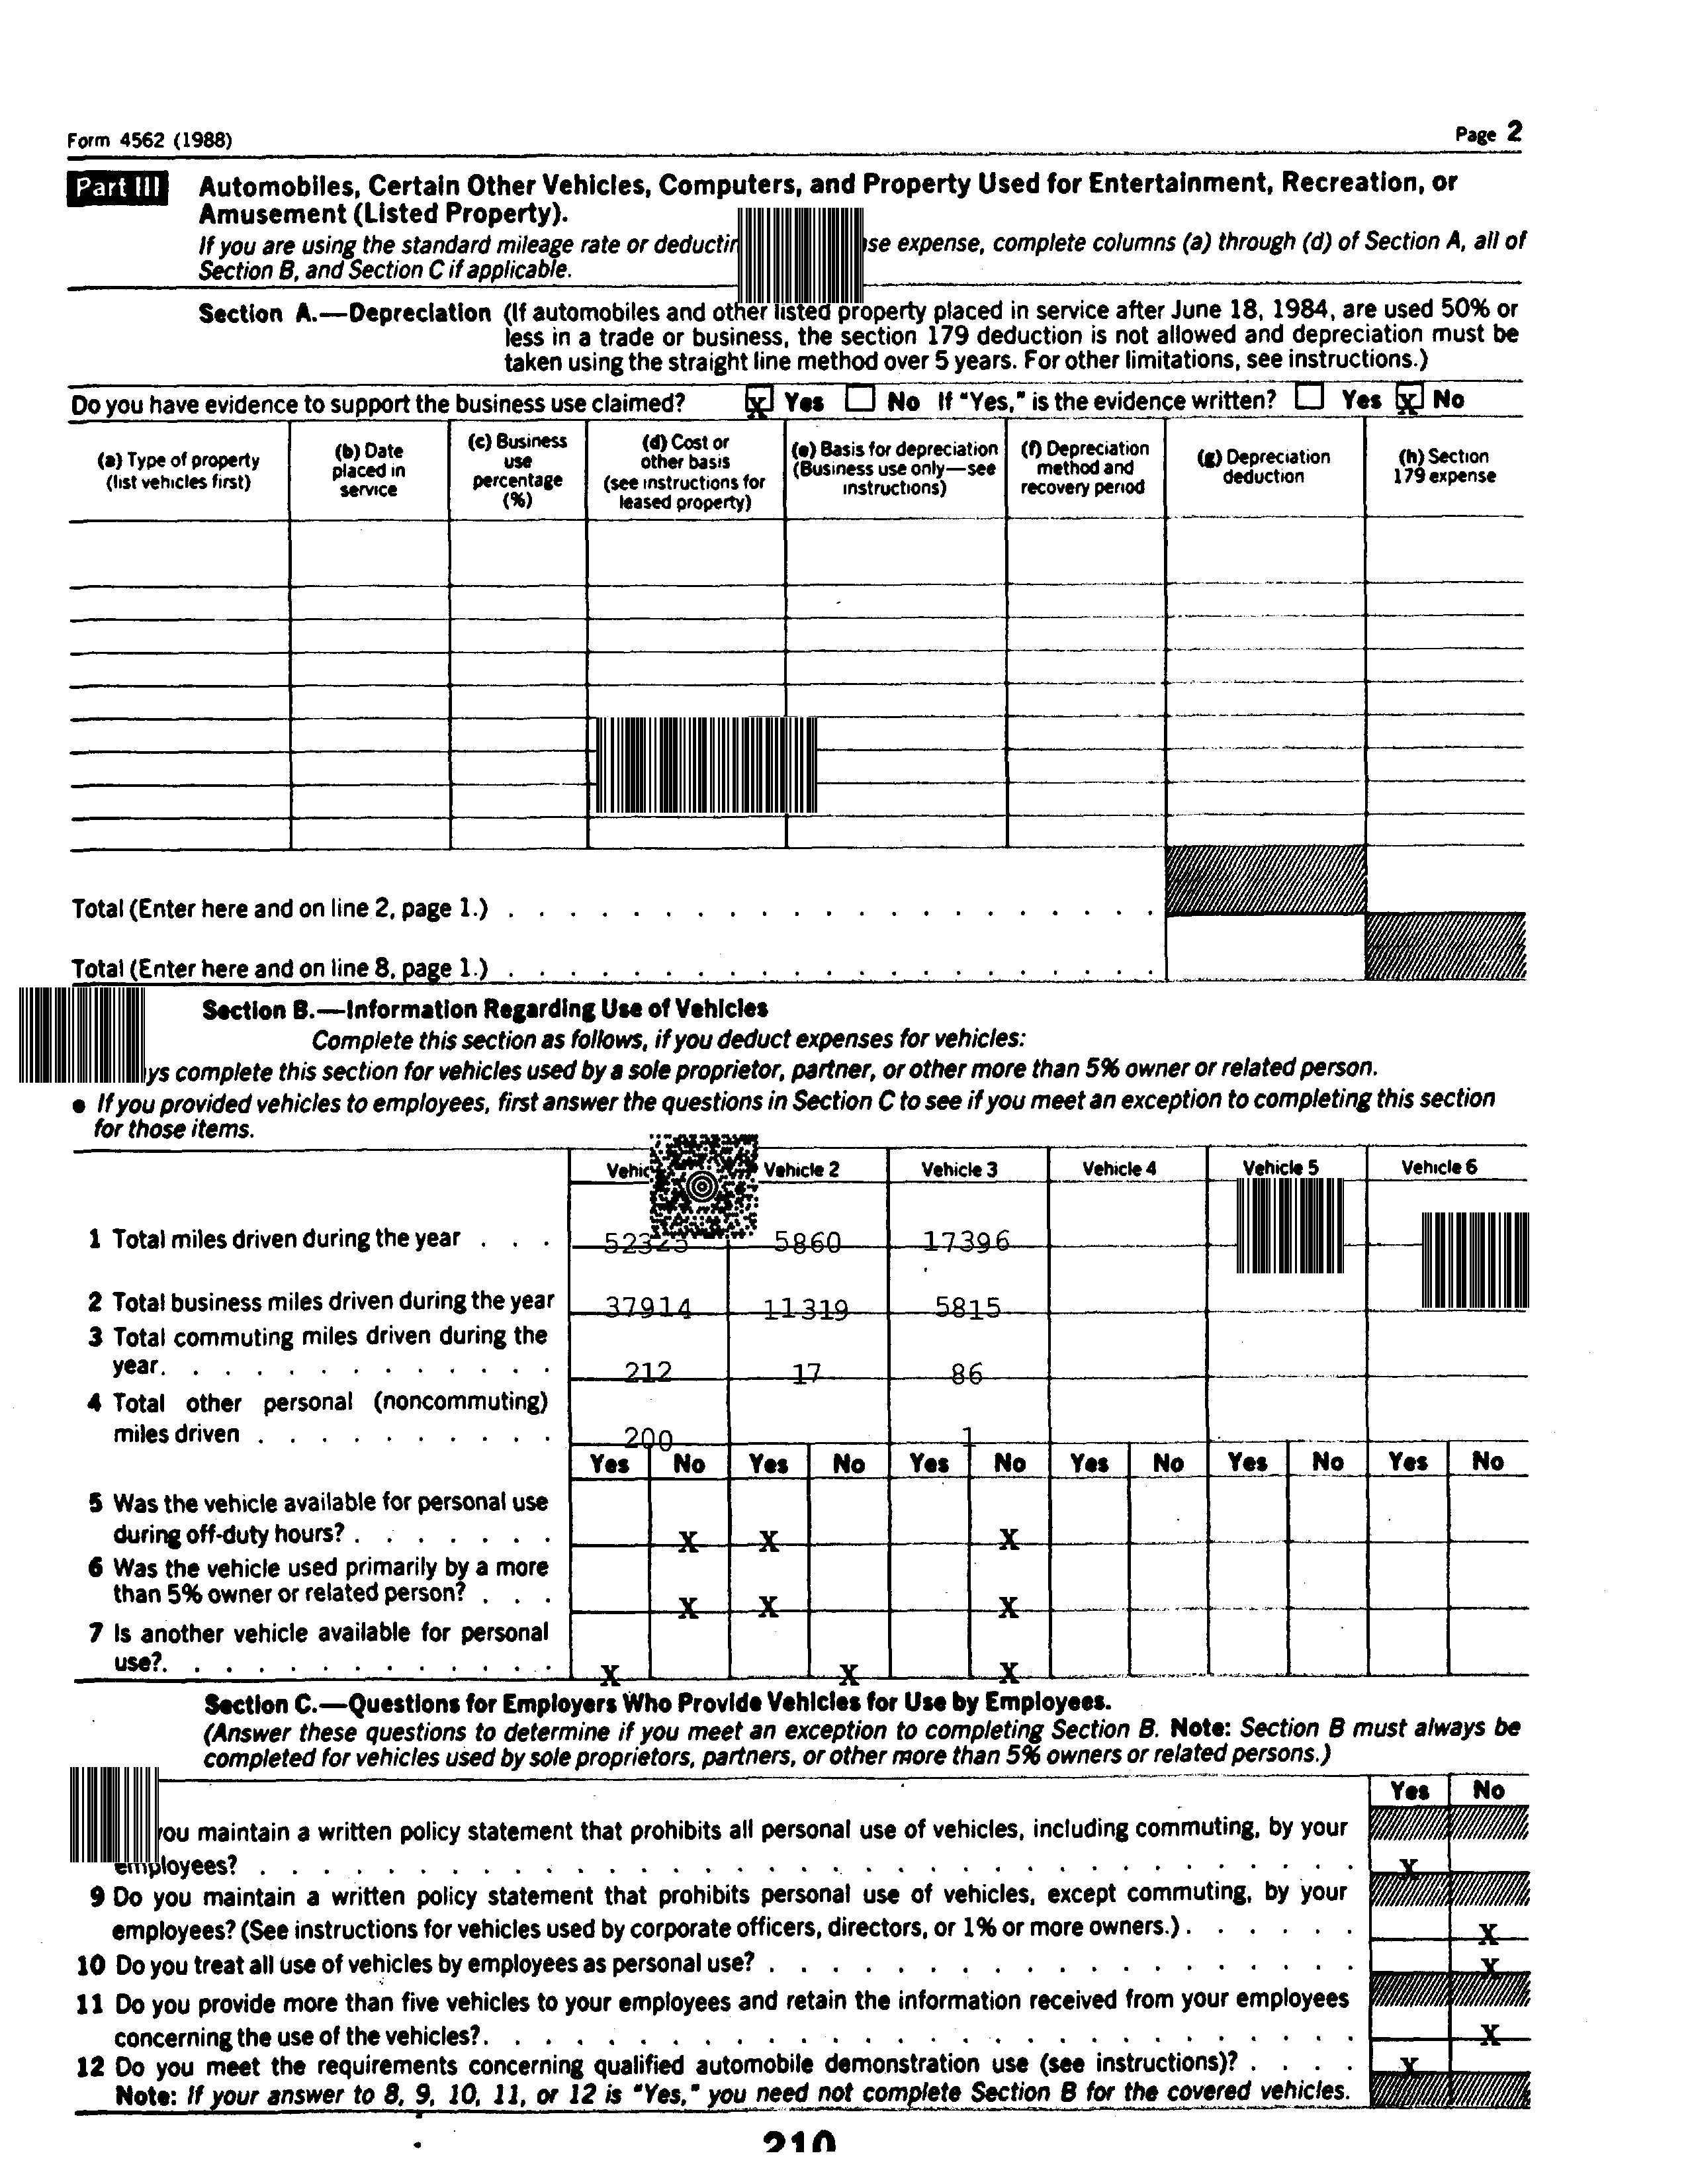 Form 4562 (1988) Page 2
Part III Automobiles, Certain Other Vehicles, Computers, and Property Used for Entertainment, Recreation, or
Amusement (Listed Property).
If you are using the standard mileage rate or se expense, complete columns (a) through (d) of Section A, all of
Section B, and Section C if applicable.
Section A.—Depreciation (If automobiles and other listed property placed in service after June 18, 1984, are used 50% or
less in a trade or business, the section 179 deduction is not allowed and depreciation must be
taken using the straight line method over 5 years. For other limitations, see instructions.)
Do you have evidence to support the business use claimed? X Yes No If "Yes," is the evidence written? Yes X No
(a) Type of property
(list vehicles first)
(b) Date
placed in
service
(c) Business
use
percentage
(%)
(d) Cost or
other basis
(see instructions for
leased property)
(e) Basis for depreciation
(Business use only—see
instructions)
(f) Depreciation
method and
recovery period
(g) Depreciation
deduction
(h) Section
179 expense
Total (Enter here and on line 2, page 1.) . . . . . . . . . . . . . . . . . . . . .
Total (Enter here and on line 8, page 1.) . . . . . . . . . . . . . . . . . . . . .
Section B.—Information Regarding Use of Vehicles
Complete this section as follows, if you deduct expenses for vehicles:
ys complete this section for vehicles used by a sole proprietor, partner, or other more than 5% owner or related person.
● If you provided vehicles to employees, first answer the questions in Section C to see if you meet an exception to completing this section
for those items.
Vehic Vehicle 2 Vehicle 3 Vehicle 4 Vehicle 5 Vehicle 6
1 Total miles driven during the year . . . 52325 5860 17396
2 Total business miles driven during the year 37914 11319 5815
3 Total commuting miles driven during the
year. . . . . . . . . . . . . 212 17 86
4 Total other personal (noncommuting)
miles driven . . . . . . . . . . 200 1
Yes No Yes No Yes No Yes No Yes No Yes No
5 Was the vehicle available for personal use
during off-duty hours? . . . . . . . X X X
6 Was the vehicle used primarily by a more
than 5% owner or related person? . . . X X X
7 Is another vehicle available for personal
use?. . . . . . . . . . . . . X X X
Section C.—Questions for Employers Who Provide Vehicles for Use by Employees.
(Answer these questions to determine if you meet an exception to completing Section B. Note: Section B must always be
completed for vehicles used by sole proprietors, partners, or other more than 5% owners or related persons.)
Yes No
you maintain a written policy statement that prohibits all personal use of vehicles, including commuting, by your
employees? . . . . . . . . . . . . . . . . . . . . . . . . . . . . . . . . . . . X
9 Do you maintain a written policy statement that prohibits personal use of vehicles, except commuting, by your
employees? (See instructions for vehicles used by corporate officers, directors, or 1% or more owners.) . . . . . . X
10 Do you treat all use of vehicles by employees as personal use? . . . . . . . . . . . . . . . . . . . X
11 Do you provide more than five vehicles to your employees and retain the information received from your employees
concerning the use of the vehicles?. . . . . . . . . . . . . . . . . . . . . . . . . . . . X
12 Do you meet the requirements concerning qualified automobile demonstration use (see instructions)? . . . . X
Note: If your answer to 8, 9, 10, 11, or 12 is "Yes," you need not complete Section B for the covered vehicles.
210